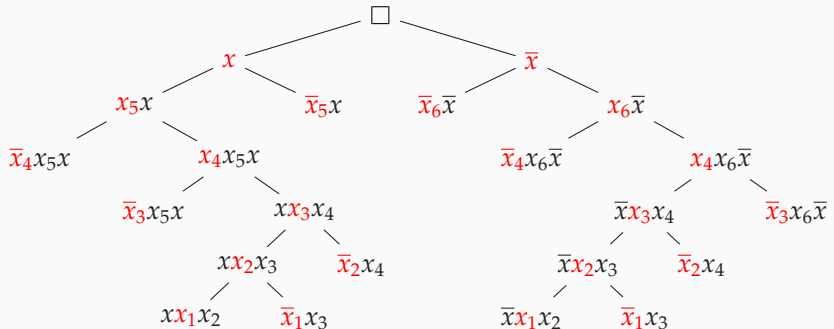 □
x x̅
x₅x x̅₅x x̅₆x̅ x₆x̅
x̅₄x₅x x₄x₅x x̅₄x₆x̅ x₄x₆x̅
x̅₃x₅x xx₃x₄ x̅x₃x₄ x̅₃x₆x̅
xx₂x₃ x̅₂x₄ x̅x₂x₃ x̅₂x₄
xx₁x₂ x̅₁x₃ x̅x₁x₂ x̅₁x₃